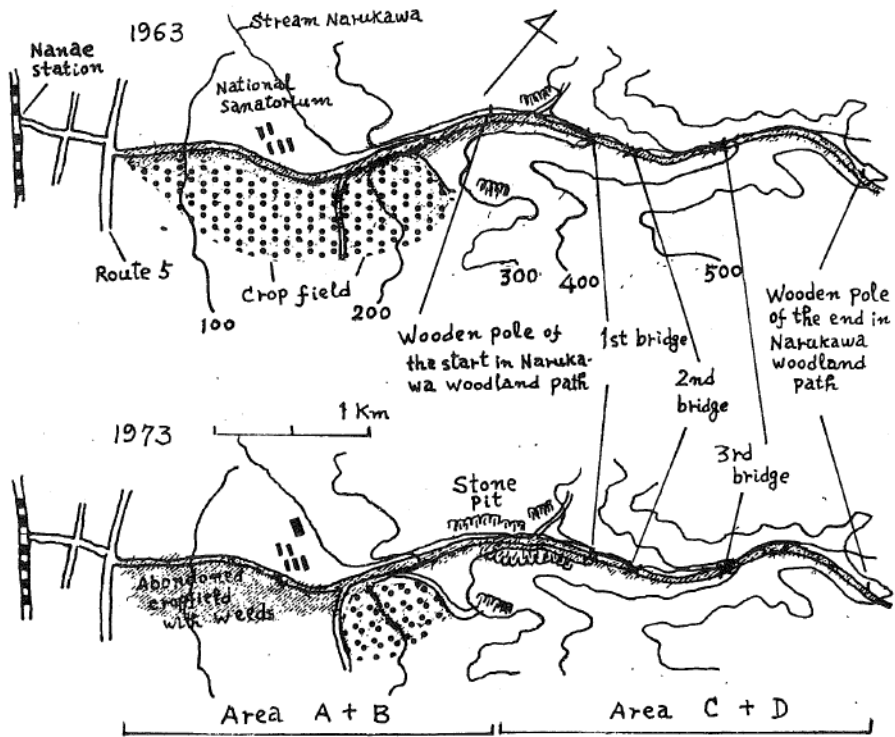 1963
Stream Narukawa
Nanae
station
National
Sanatorium
Route 5
Crop field
100
200
300
400
500
Wooden pole of
the start in Naruka-
wa woodland path
1st bridge
2nd
bridge
3rd
bridge
Wooden pole
of the end in
Narukawa
woodland
path
1 Km
1973
Stone
Pit
Abandomed
cropfield
with Welds
Area A + B
Area C + D